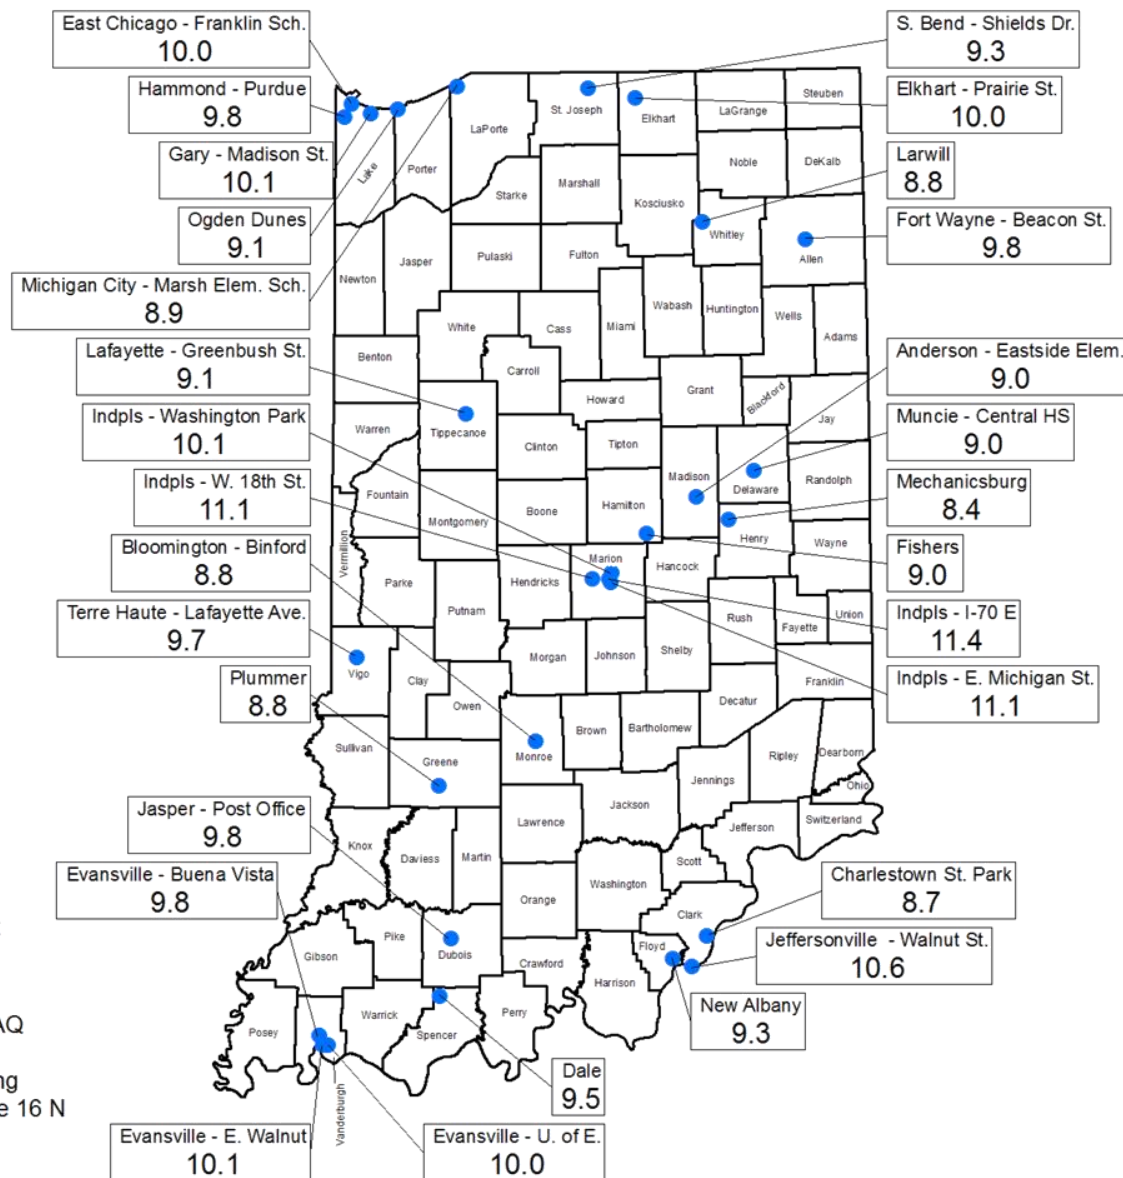 East Chicago - Franklin Sch.
10.0
S. Bend - Shields Dr.
9.3
Hammond - Purdue
9.8
Elkhart - Prairie St.
10.0
Gary - Madison St.
10.1
Larwill
8.8
Ogden Dunes
9.1
Fort Wayne - Beacon St.
9.8
Michigan City - Marsh Elem. Sch.
8.9
Lafayette - Greenbush St.
9.1
Anderson - Eastside Elem.
9.0
Indpls - Washington Park
10.1
Muncie - Central HS
9.0
Indpls - W. 18th St.
11.1
Mechanicsburg
8.4
Bloomington - Binford
8.8
Fishers
9.0
Terre Haute - Lafayette Ave.
9.7
Indpls - I-70 E
11.4
Plummer
8.8
Indpls - E. Michigan St.
11.1
Jasper - Post Office
9.8
Evansville - Buena Vista
9.8
Charlestown St. Park
8.7
Jeffersonville - Walnut St.
10.6
New Albany
9.3
Dale
9.5
Evansville - E. Walnut
10.1
Evansville - U. of E.
10.0
Lake
Porter
LaPorte
St. Joseph
Elkhart
LaGrange
Steuben
Noble
DeKalb
Starke
Marshall
Kosciusko
Whitley
Allen
Newton
Jasper
Pulaski
Fulton
Wabash
Huntington
Wells
Adams
White
Cass
Miami
Benton
Carroll
Howard
Grant
Blackford
Jay
Warren
Tippecanoe
Clinton
Tipton
Madison
Delaware
Randolph
Fountain
Montgomery
Boone
Hamilton
Henry
Wayne
Vermillion
Parke
Putnam
Hendricks
Marion
Hancock
Rush
Fayette
Union
Vigo
Clay
Owen
Morgan
Johnson
Shelby
Decatur
Franklin
Sullivan
Greene
Monroe
Brown
Bartholomew
Jennings
Ripley
Dearborn
Ohio
Switzerland
Jefferson
Knox
Daviess
Martin
Lawrence
Jackson
Scott
Washington
Orange
Clark
Floyd
Harrison
Crawford
Gibson
Pike
Dubois
Posey
Vanderburgh
Warrick
Spencer
Perry
AQ
ng
e 16 N